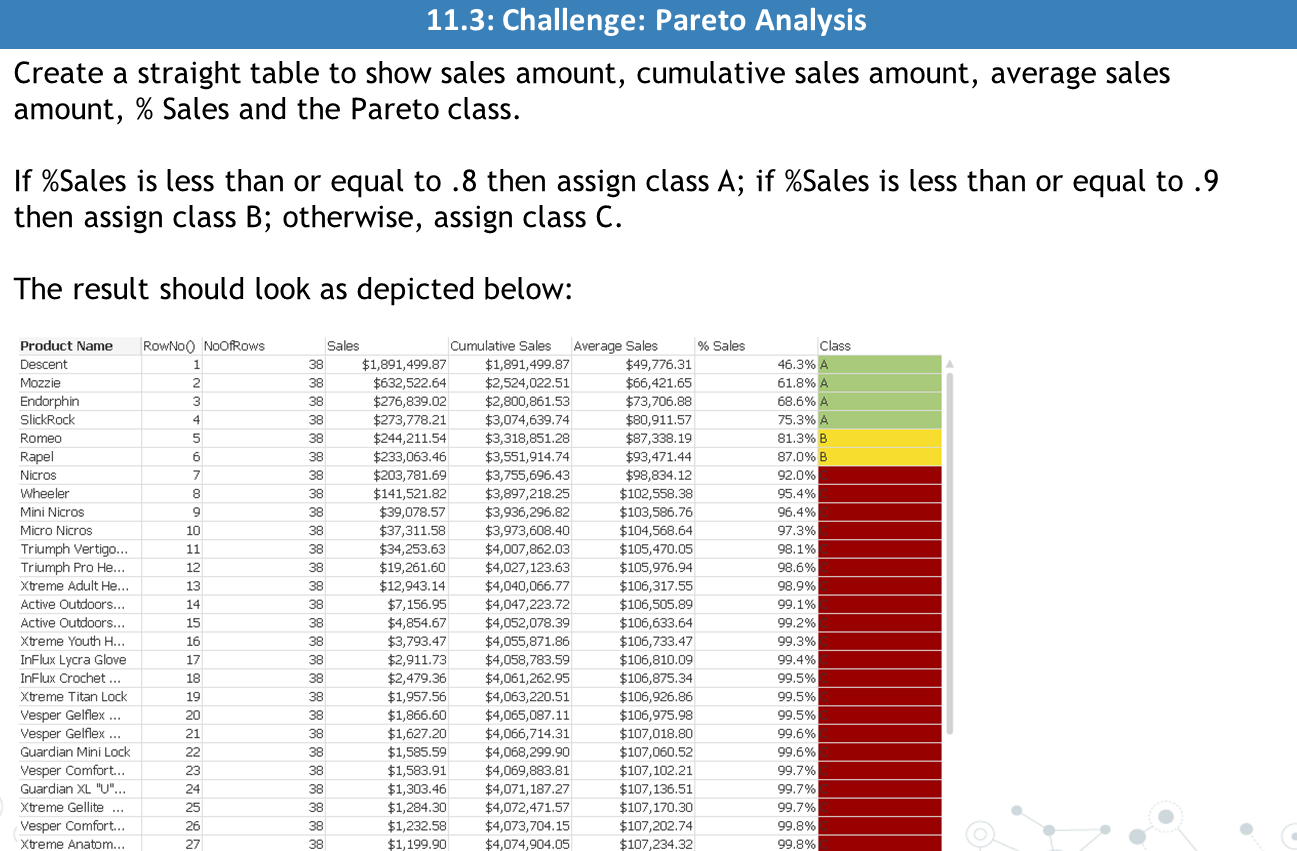 11.3: Challenge: Pareto Analysis
Create a straight table to show sales amount, cumulative sales amount, average sales
amount, % Sales and the Pareto class.
If %Sales is less than or equal to .8 then assign class A; if %Sales is less than or equal to .9
then assign class B; otherwise, assign class C.
The result should look as depicted below:
Product Name RowNo() NoOfRows Sales Cumulative Sales Average Sales % Sales Class
Descent 1 38 $1,891,499.87 $1,891,499.87 $49,776.31 46.3% A
Mozzie 2 38 $632,522.64 $2,524,022.51 $66,421.65 61.8% A
Endorphin 3 38 $276,839.02 $2,800,861.53 $73,706.88 68.6% A
SlickRock 4 38 $273,778.21 $3,074,639.74 $80,911.57 75.3% A
Romeo 5 38 $244,211.54 $3,318,851.28 $87,338.19 81.3% B
Rapel 6 38 $233,063.46 $3,551,914.74 $93,471.44 87.0% B
Nicros 7 38 $203,781.69 $3,755,696.43 $98,834.12 92.0%
Wheeler 8 38 $141,521.82 $3,897,218.25 $102,558.38 95.4%
Mini Nicros 9 38 $39,078.57 $3,936,296.82 $103,586.76 96.4%
Micro Nicros 10 38 $37,311.58 $3,973,608.40 $104,568.64 97.3%
Triumph Vertigo... 11 38 $34,253.63 $4,007,862.03 $105,470.05 98.1%
Triumph Pro He... 12 38 $19,261.60 $4,027,123.63 $105,976.94 98.6%
Xtreme Adult He... 13 38 $12,943.14 $4,040,066.77 $106,317.55 98.9%
Active Outdoors... 14 38 $7,156.95 $4,047,223.72 $106,505.89 99.1%
Active Outdoors... 15 38 $4,854.67 $4,052,078.39 $106,633.64 99.2%
Xtreme Youth H... 16 38 $3,793.47 $4,055,871.86 $106,733.47 99.3%
InFlux Lycra Glove 17 38 $2,911.73 $4,058,783.59 $106,810.09 99.4%
InFlux Crochet ... 18 38 $2,479.36 $4,061,262.95 $106,875.34 99.5%
Xtreme Titan Lock 19 38 $1,957.56 $4,063,220.51 $106,926.86 99.5%
Vesper Gelflex ... 20 38 $1,866.60 $4,065,087.11 $106,975.98 99.5%
Vesper Gelflex ... 21 38 $1,627.20 $4,066,714.31 $107,018.80 99.6%
Guardian Mini Lock 22 38 $1,585.59 $4,068,299.90 $107,060.52 99.6%
Vesper Comfort... 23 38 $1,583.91 $4,069,883.81 $107,102.21 99.7%
Guardian XL "U"... 24 38 $1,303.46 $4,071,187.27 $107,136.51 99.7%
Xtreme Gellite ... 25 38 $1,284.30 $4,072,471.57 $107,170.30 99.7%
Vesper Comfort... 26 38 $1,232.58 $4,073,704.15 $107,202.74 99.8%
Xtreme Anatom... 27 38 $1,199.90 $4,074,904.05 $107,234.32 99.8%